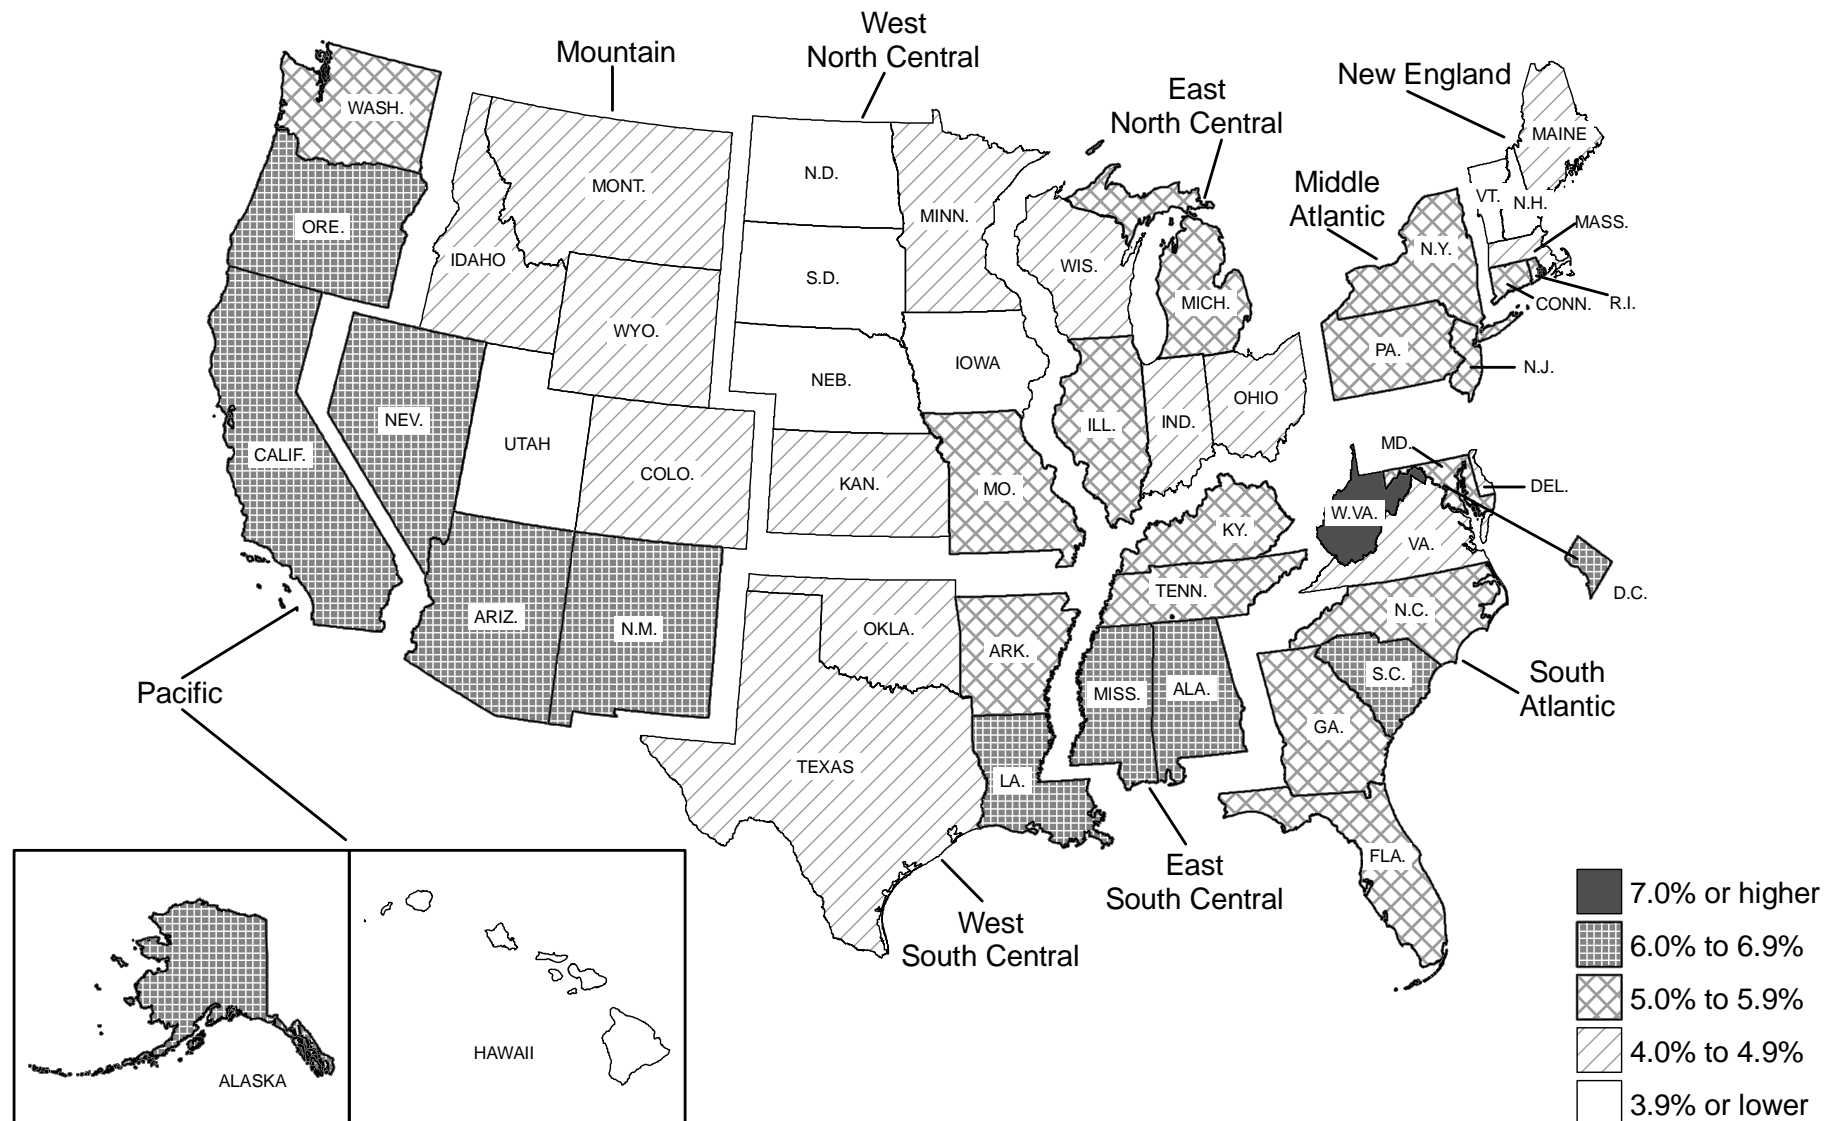 West
North Central
Mountain
New England
East
North Central
Middle
Atlantic
WASH.
MAINE
N.D.
MONT.
VT.
N.H.
MINN.
MASS.
ORE.
N.Y.
IDAHO
WIS.
S.D.
MICH.
CONN.
R.I.
WYO.
PA.
IOWA
N.J.
NEB.
OHIO
NEV.
IND.
ILL.
UTAH
MD.
CALIF.
COLO.
KAN.
MO.
DEL.
W.VA.
KY.
VA.
TENN.
D.C.
N.C.
ARIZ.
N.M.
OKLA.
ARK.
S.C.
South
Atlantic
Pacific
MISS.
ALA.
GA.
TEXAS
LA.
FLA.
East
South Central
West
South Central
7.0% or higher
6.0% to 6.9%
5.0% to 5.9%
4.0% to 4.9%
3.9% or lower
HAWAII
ALASKA